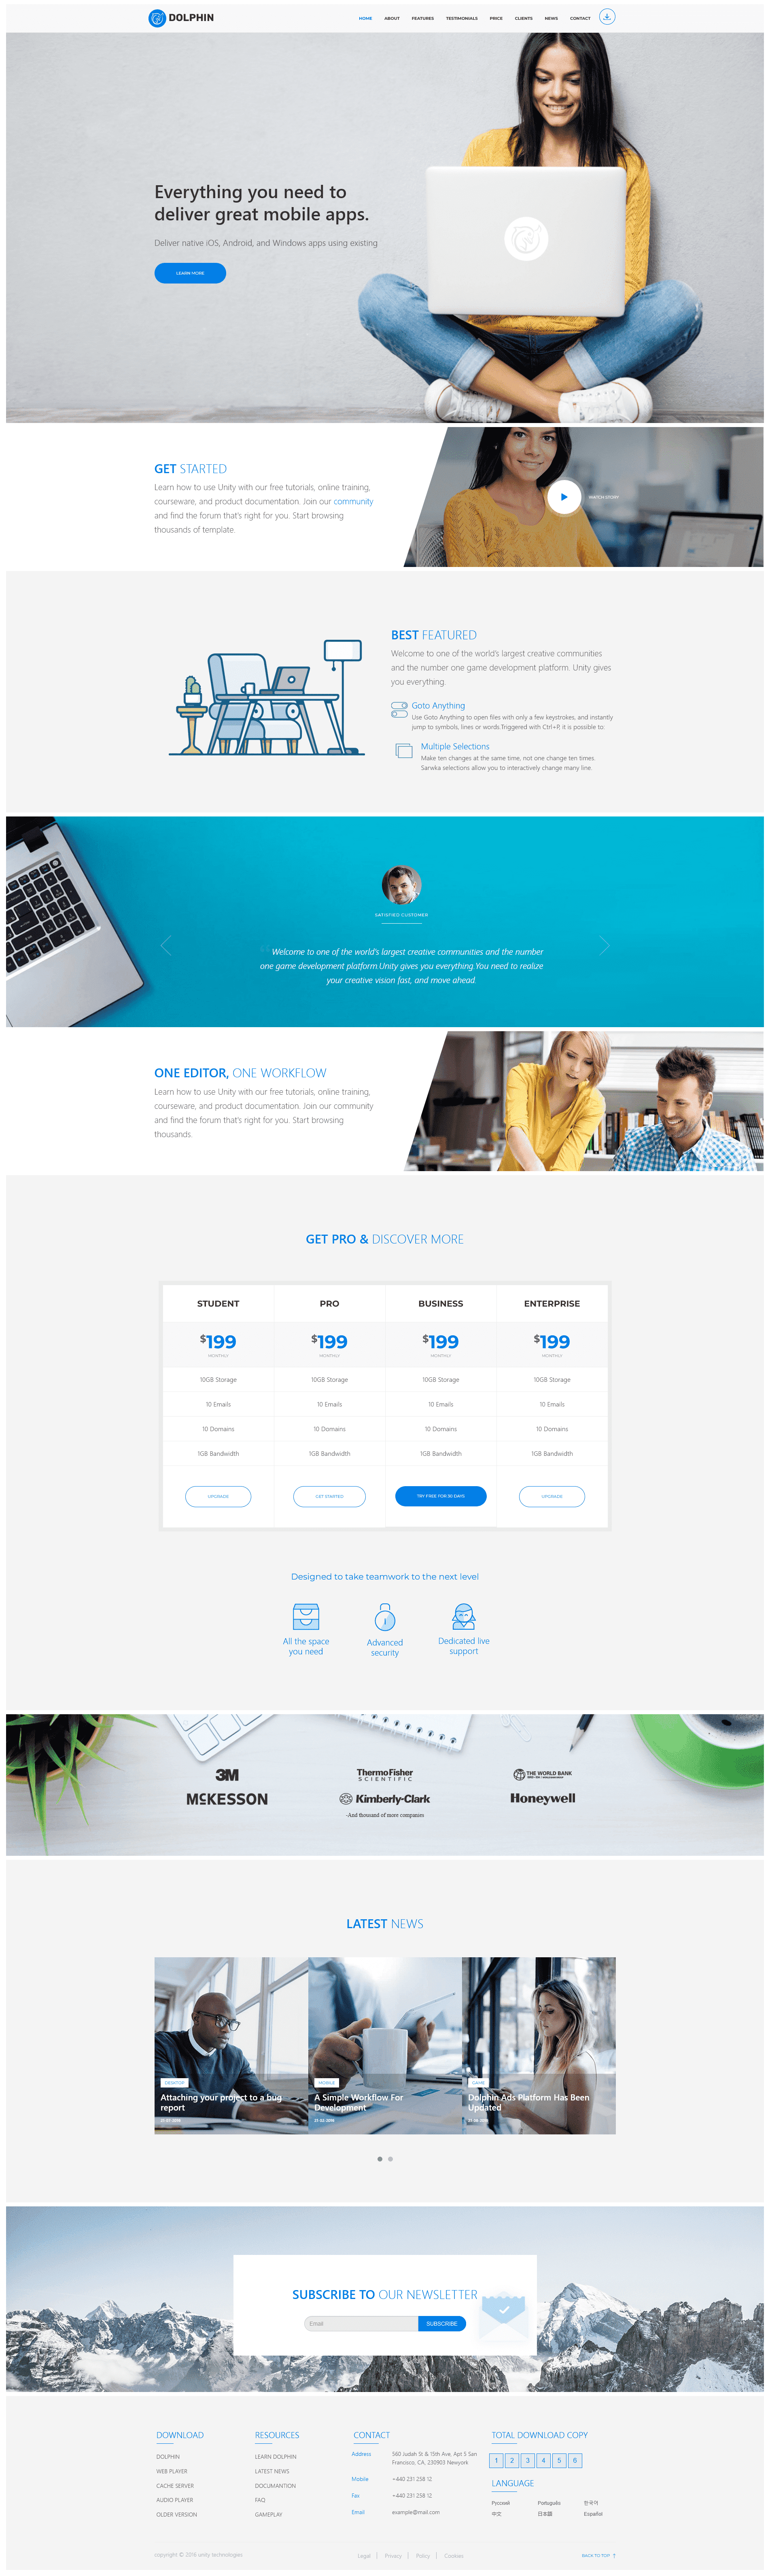 DOLPHIN
HOME ABOUT FEATURES TESTIMONIALS PRICE CLIENTS NEWS CONTACT
Everything you need to
deliver great mobile apps.
Deliver native iOS, Android, and Windows apps using existing
LEARN MORE
GET STARTED
Learn how to use Unity with our free tutorials, online training,
courseware, and product documentation. Join our community
and find the forum that's right for you. Start browsing
thousands of template.
WATCH STORY
BEST FEATURED
Welcome to one of the world's largest creative communities
and the number one game development platform. Unity gives
you everything.
Goto Anything
Use Goto Anything to open files with only a few keystrokes, and instantly
jump to symbols, lines or words.Triggered with Ctrl+P, it is possible to:
Multiple Selections
Make ten changes at the same time, not one change ten times.
Sanwka selections allow you to interactively change many line.
SATISFIED CUSTOMER
Welcome to one of the world's largest creative communities and the number
one game development platform.Unity gives you everything.You need to realize
your creative vision fast, and move ahead.
ONE EDITOR, ONE WORKFLOW
Learn how to use Unity with our free tutorials, online training,
courseware, and product documentation. Join our community
and find the forum that's right for you. Start browsing
thousands.
GET PRO & DISCOVER MORE
STUDENT PRO BUSINESS ENTERPRISE
$199 $199 $199 $199
MONTHLY MONTHLY MONTHLY MONTHLY
10GB Storage 10GB Storage 10GB Storage 10GB Storage
10 Emails 10 Emails 10 Emails 10 Emails
10 Domains 10 Domains 10 Domains 10 Domains
1GB Bandwidth 1GB Bandwidth 1GB Bandwidth 1GB Bandwidth
UPGRADE GET STARTED TRY FREE FOR 30 DAYS UPGRADE
Designed to take teamwork to the next level
All the space
you need
Advanced
security
Dedicated live
support
3M
ThermoFisher
SCIENTIFIC
THE WORLD BANK
McKESSON
Kimberly-Clark
Honeywell
-And thousand of more companies
LATEST NEWS
DESKTOP
Attaching your project to a bug
report
MOBILE
A Simple Workflow For
Development
GAME
Dolphin Ads Platform Has Been
Updated
SUBSCRIBE TO OUR NEWSLETTER
Email
SUBSCRIBE
DOWNLOAD
DOLPHIN
WEB PLAYER
CACHE SERVER
AUDIO PLAYER
OLDER VERSION
RESOURCES
LEARN DOLPHIN
LATEST NEWS
DOCUMANTION
FAQ
GAMEPLAY
CONTACT
Address 560 Judah St & 15th Ave, Apt 5 San
Francisco, CA, 230903 Newyork
Mobile +440 231 258 12
Fax +440 231 258 12
Email example@mail.com
TOTAL DOWNLOAD COPY
1 2 3 4 5 6
LANGUAGE
Русский Português 한국어
中文 日本語 Español
copyright © 2016 unity technologies
Legal | Privacy | Policy | Cookies
BACK TO TOP